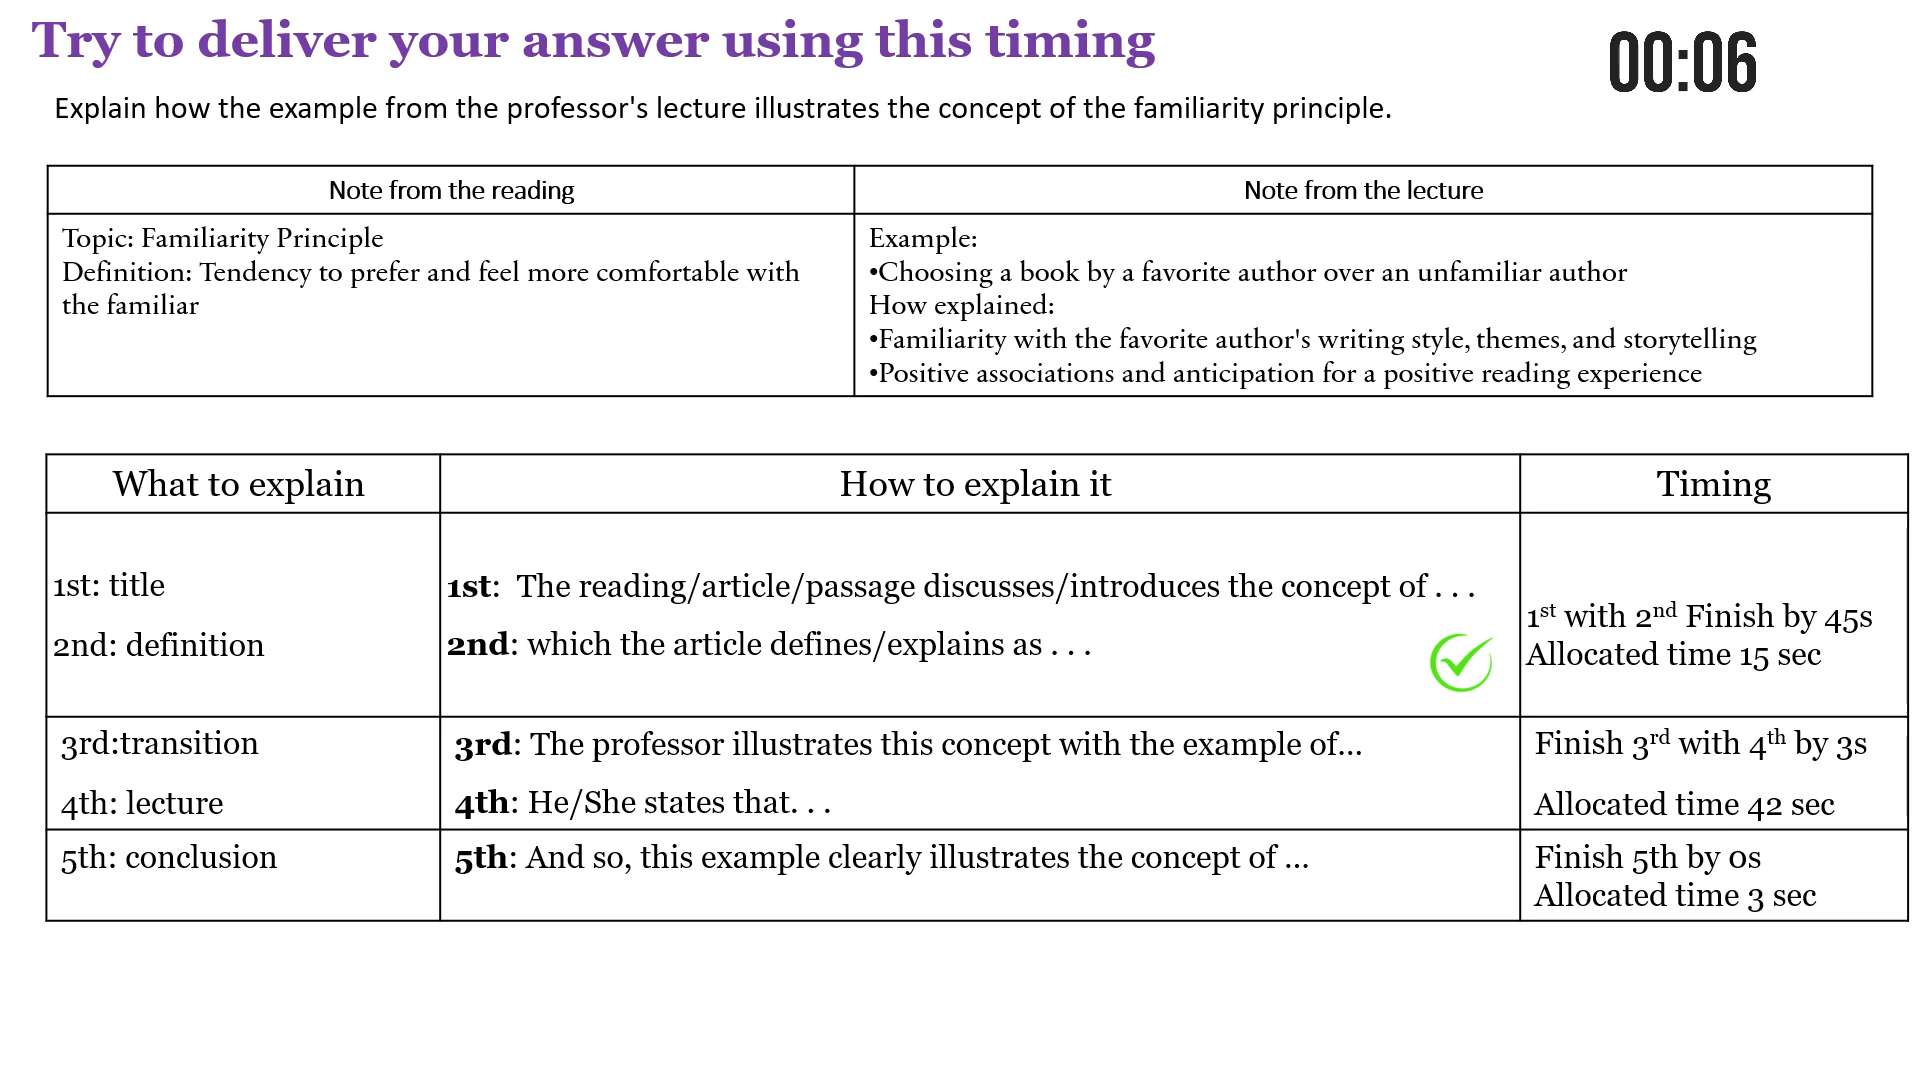 Try to deliver your answer using this timing
00:06
Explain how the example from the professor's lecture illustrates the concept of the familiarity principle.
Note from the reading
Note from the lecture
Topic: Familiarity Principle
Definition: Tendency to prefer and feel more comfortable with
the familiar
Example:
•Choosing a book by a favorite author over an unfamiliar author
How explained:
•Familiarity with the favorite author's writing style, themes, and storytelling
•Positive associations and anticipation for a positive reading experience
What to explain
How to explain it
Timing
1st: title
2nd: definition
1st:  The reading/article/passage discusses/introduces the concept of . . .
2nd: which the article defines/explains as . . .
1st with 2nd Finish by 45s
Allocated time 15 sec
3rd:transition
4th: lecture
3rd: The professor illustrates this concept with the example of...
4th: He/She states that. . .
Finish 3rd with 4th by 3s
Allocated time 42 sec
5th: conclusion
5th: And so, this example clearly illustrates the concept of ...
Finish 5th by 0s
Allocated time 3 sec